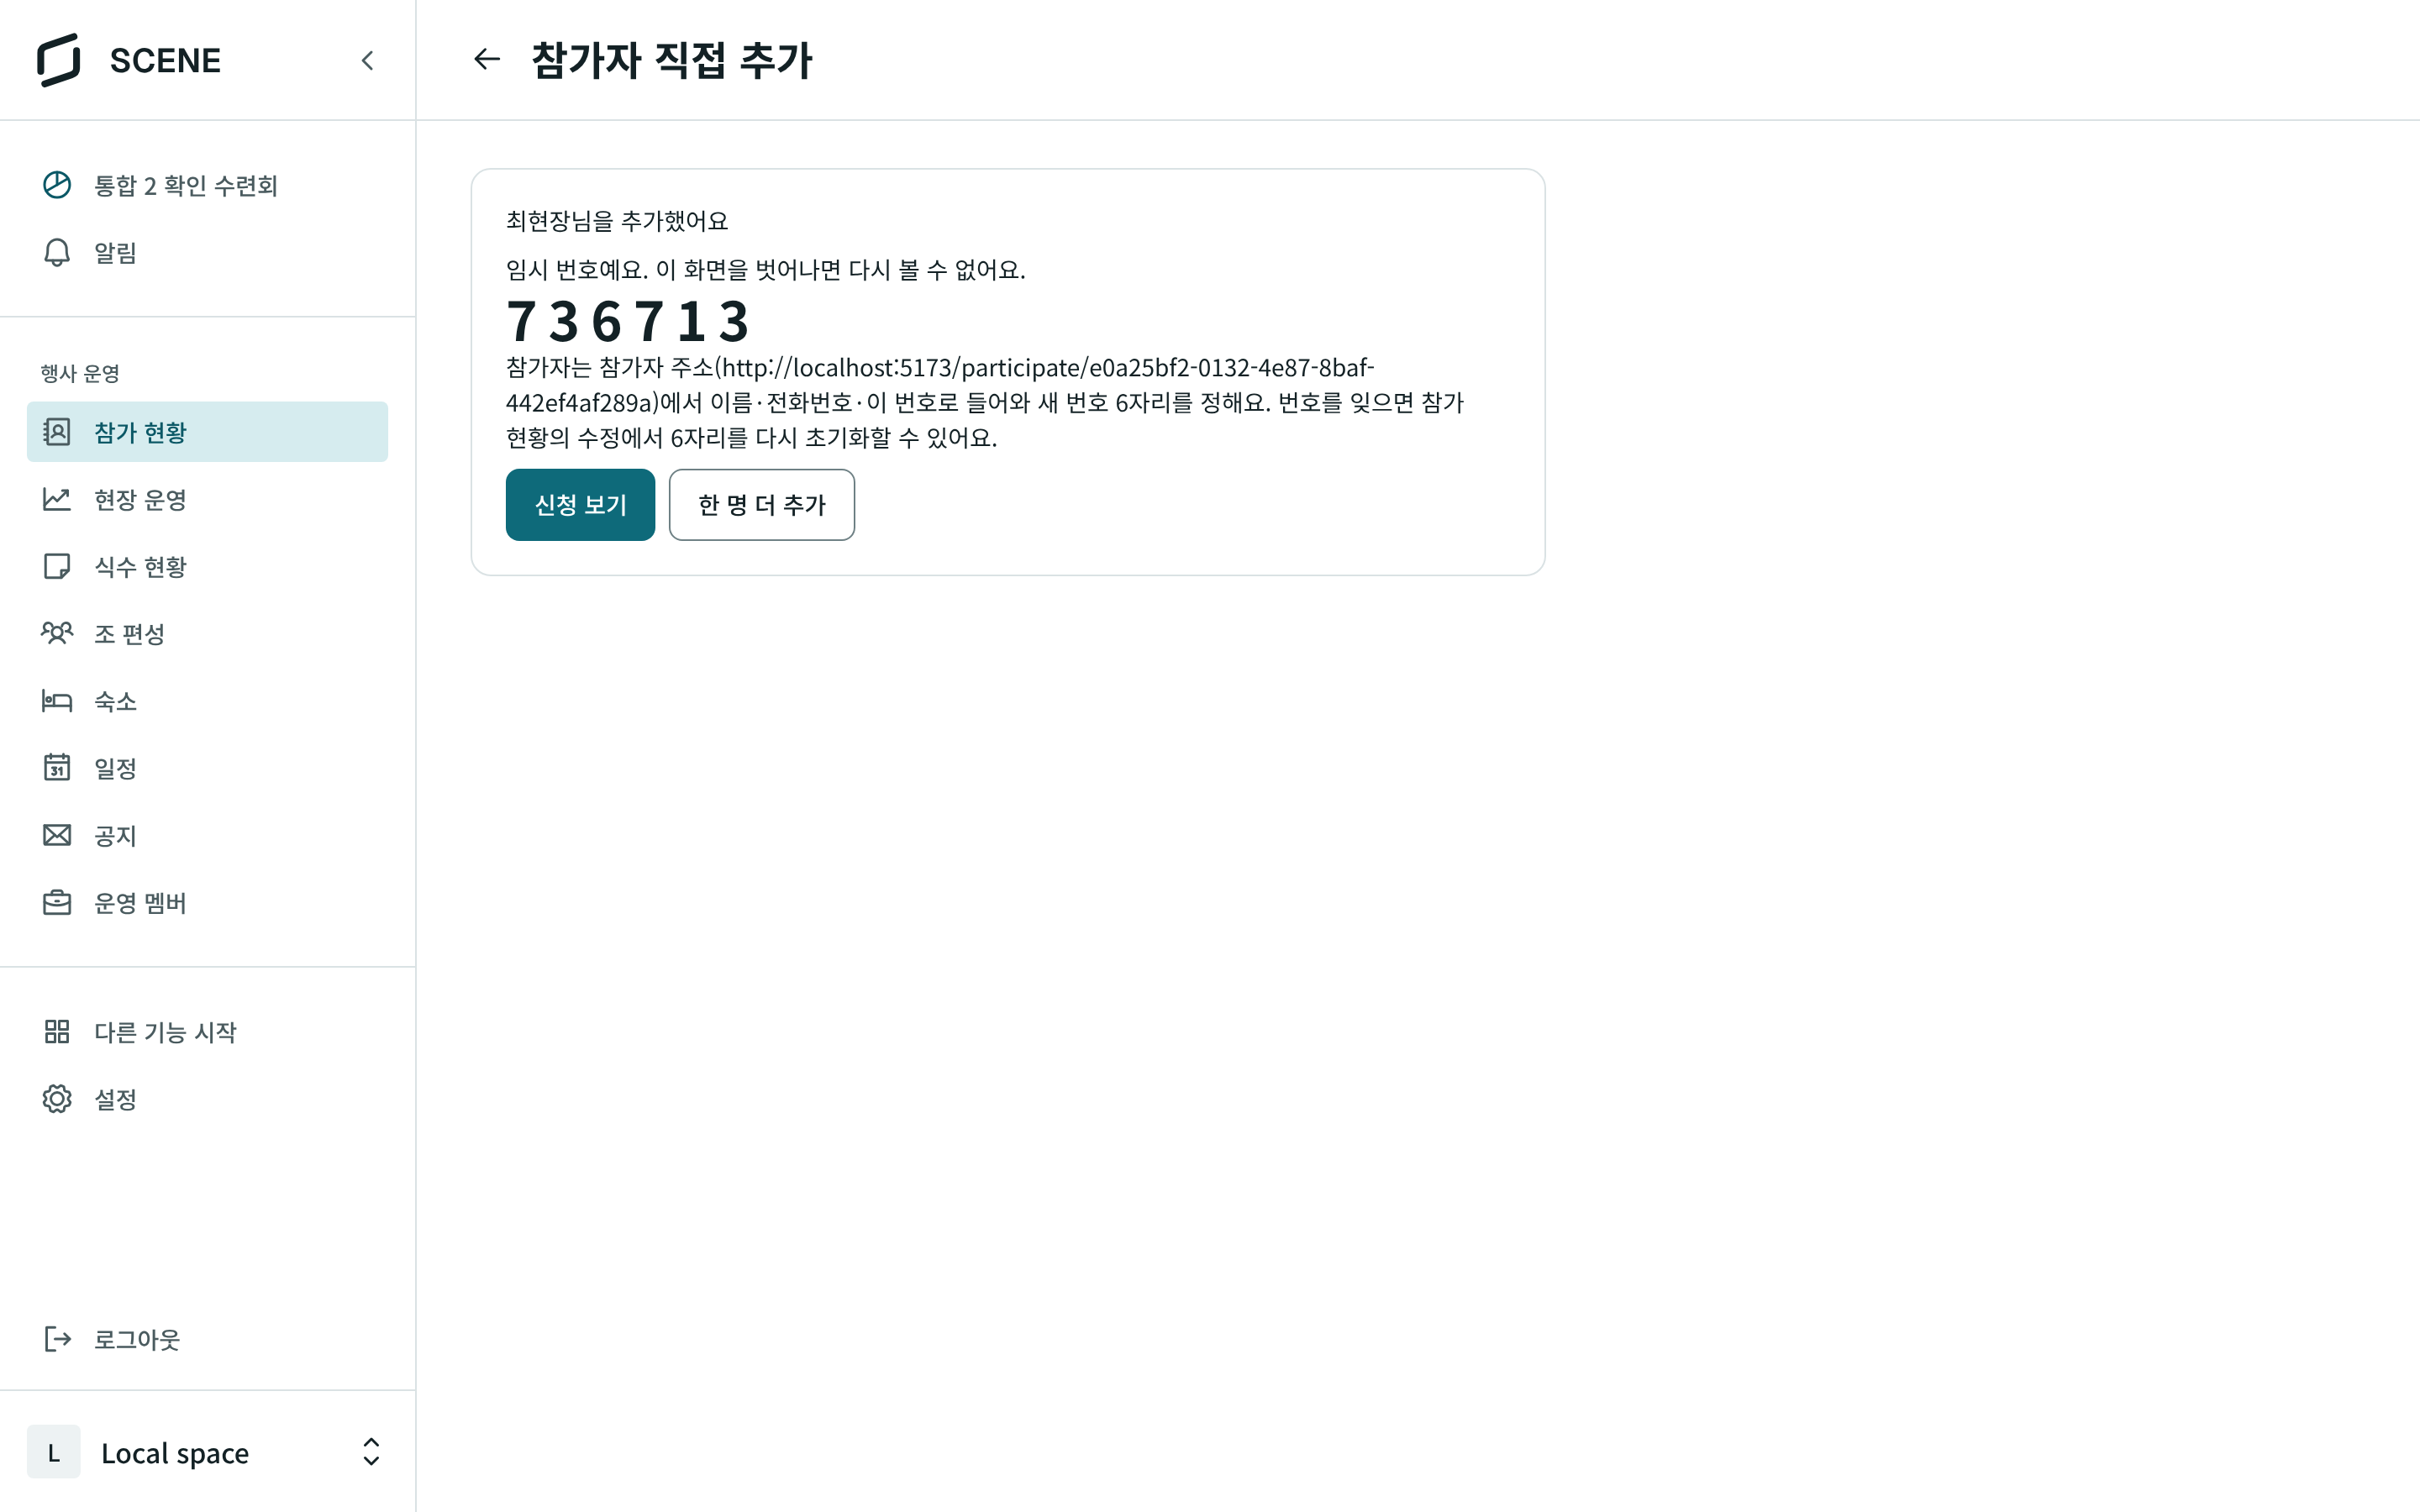 SCENE
통합 2 확인 수련회
알림
행사 운영
참가 현황
현장 운영
식수 현황
조 편성
숙소
31
일정
공지
운영 멤버
다른 기능 시작
설정
로그아웃
L
Local space
참가자 직접 추가
최현장님을 추가했어요
임시 번호예요. 이 화면을 벗어나면 다시 볼 수 없어요.
736713
참가자는 참가자 주소(http://localhost:5173/participate/e0a25bf2-0132-4e87-8baf-
442ef4af289a)에서 이름·전화번호·이 번호로 들어와 새 번호 6자리를 정해요. 번호를 잊으면 참가
현황의 수정에서 6자리를 다시 초기화할 수 있어요.
신청 보기
한 명 더 추가